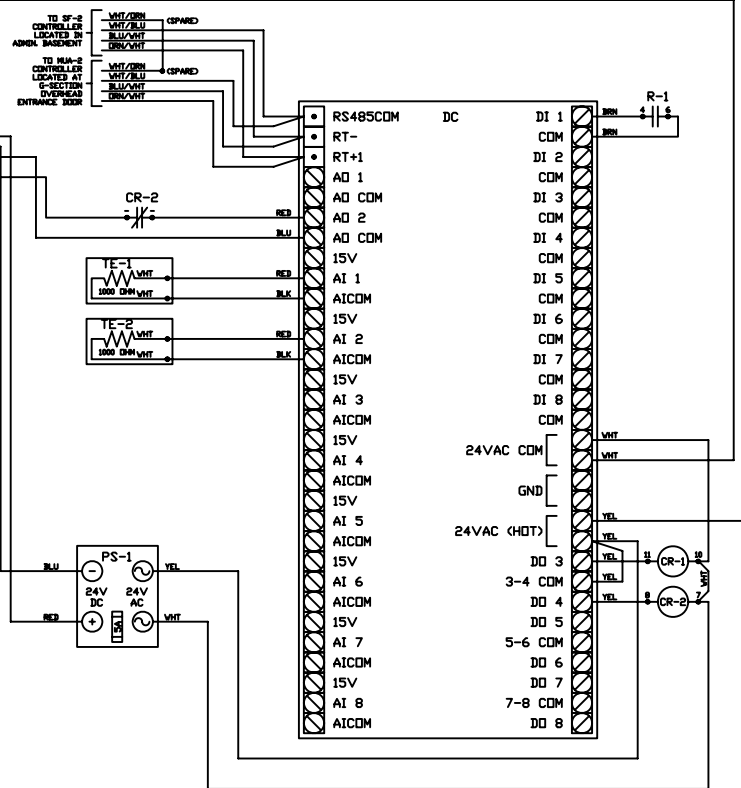 TO SF-2
CONTROLLER
LOCATED IN
ADMIN. BASEMENT
WHT/ORN
WHT/BLU
BLU/WHT
ORN/WHT
(SPARE)
TO MUA-2
CONTROLLER
LOCATED AT
G-SECTION
OVERHEAD
ENTRANCE DOOR
WHT/ORN
WHT/BLU
BLU/WHT
ORN/WHT
(SPARE)
CR-2
RED
BLU
TE-1
WHT
1000 OHM WHT
RED
BLK
TE-2
WHT
1000 OHM WHT
RED
BLK
PS-1
BLU
24V
DC
24V
AC
YEL
RED
5A
WHT
DC
RS485COM
RT-
RT+1
AO 1
AO COM
AO 2
AO COM
15V
AI 1
AICOM
15V
AI 2
AICOM
15V
AI 3
AICOM
15V
AI 4
AICOM
15V
AI 5
AICOM
15V
AI 6
AICOM
15V
AI 7
AICOM
15V
AI 8
AICOM
DI 1
COM
DI 2
COM
DI 3
COM
DI 4
COM
DI 5
COM
DI 6
COM
DI 7
COM
DI 8
COM
24VAC COM
GND
24VAC (HOT)
DO 3
3-4 COM
DO 4
DO 5
5-6 COM
DO 6
DO 7
7-8 COM
DO 8
R-1
BRN 4 6
BRN
WHT
WHT
YEL
YEL
YEL 11 CR-1 10
YEL
WHT
YEL 8 CR-2 7